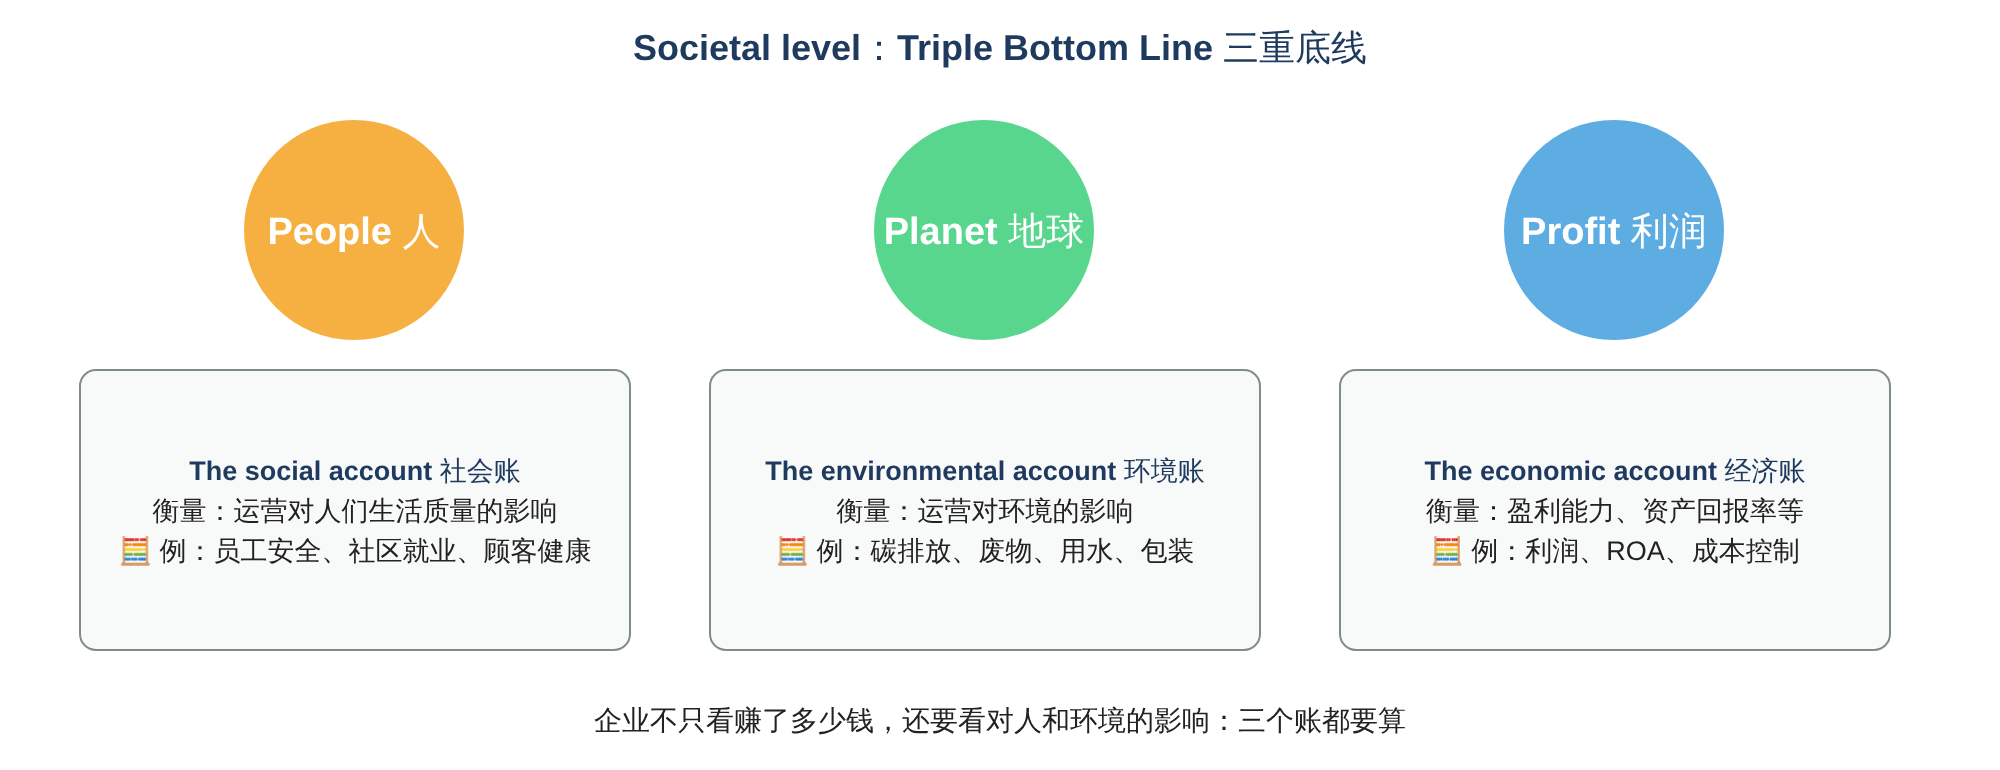 Societal level：Triple Bottom Line 三重底线
People 人
Planet 地球
Profit 利润
The social account 社会账
衡量：运营对人们生活质量的影响
🧮 例：员工安全、社区就业、顾客健康
The environmental account 环境账
衡量：运营对环境的影响
🧮 例：碳排放、废物、用水、包装
The economic account 经济账
衡量：盈利能力、资产回报率等
🧮 例：利润、ROA、成本控制
企业不只看赚了多少钱，还要看对人和环境的影响：三个账都要算